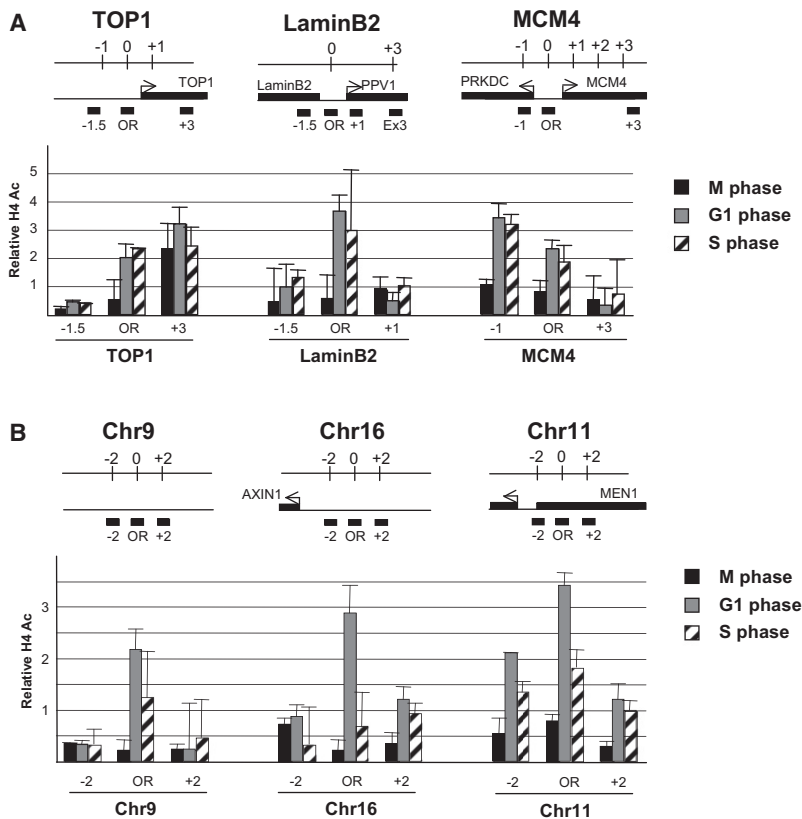 A
TOP1
LaminB2
MCM4
-1 0 +1
0 +3
-1 0 +1 +2 +3
TOP1
LaminB2 PPV1
PRKDC MCM4
-1.5 OR +3
-1.5 OR +1 Ex3
-1 OR +3
Relative H4 Ac
5
4
3
2
1
M phase
G1 phase
S phase
-1.5 OR +3
-1.5 OR +1
-1 OR +3
TOP1
LaminB2
MCM4
B
Chr9
Chr16
Chr11
-2 0 +2
-2 0 +2
-2 0 +2
AXIN1
MEN1
-2 OR +2
-2 OR +2
-2 OR +2
Relative H4 Ac
3
2
1
M phase
G1 phase
S phase
-2 OR +2
-2 OR +2
-2 OR +2
Chr9
Chr16
Chr11